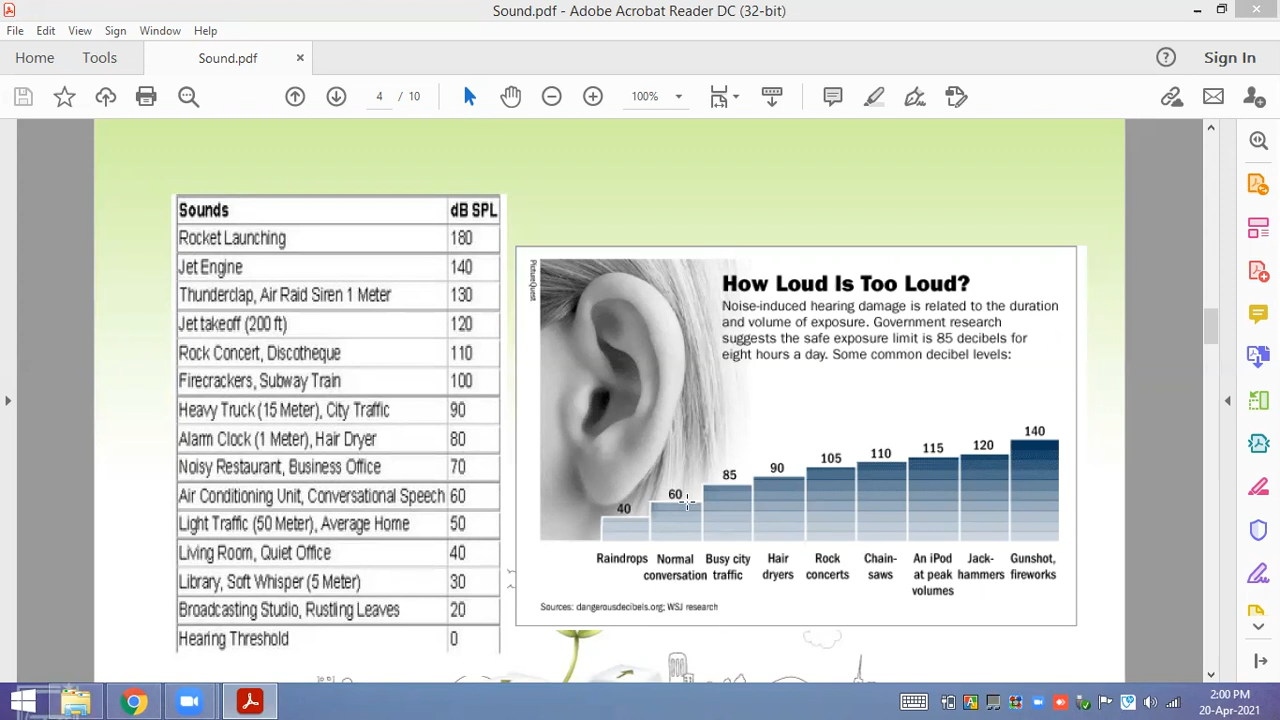 Sound.pdf - Adobe Acrobat Reader DC (32-bit)
File Edit View Sign Window Help
Home Tools Sound.pdf × Sign In
4 / 10 100%
Sounds dB SPL
Rocket Launching 180
Jet Engine 140
Thunderclap, Air Raid Siren 1 Meter 130
Jet takeoff (200 ft) 120
Rock Concert, Discotheque 110
Firecrackers, Subway Train 100
Heavy Truck (15 Meter), City Traffic 90
Alarm Clock (1 Meter), Hair Dryer 80
Noisy Restaurant, Business Office 70
Air Conditioning Unit, Conversational Speech 60
Light Traffic (50 Meter), Average Home 50
Living Room, Quiet Office 40
Library, Soft Whisper (5 Meter) 30
Broadcasting Studio, Rustling Leaves 20
Hearing Threshold 0
PictureQuest
How Loud Is Too Loud?
Noise-induced hearing damage is related to the duration
and volume of exposure. Government research
suggests the safe exposure limit is 85 decibels for
eight hours a day. Some common decibel levels:
40 60 85 90 105 110 115 120 140
Raindrops Normal Busy city Hair Rock Chain- An iPod Jack- Gunshot,
conversation traffic dryers concerts saws at peak hammers fireworks
volumes
Sources: dangerousdecibels.org; WSJ research
2:00 PM
20-Apr-2021